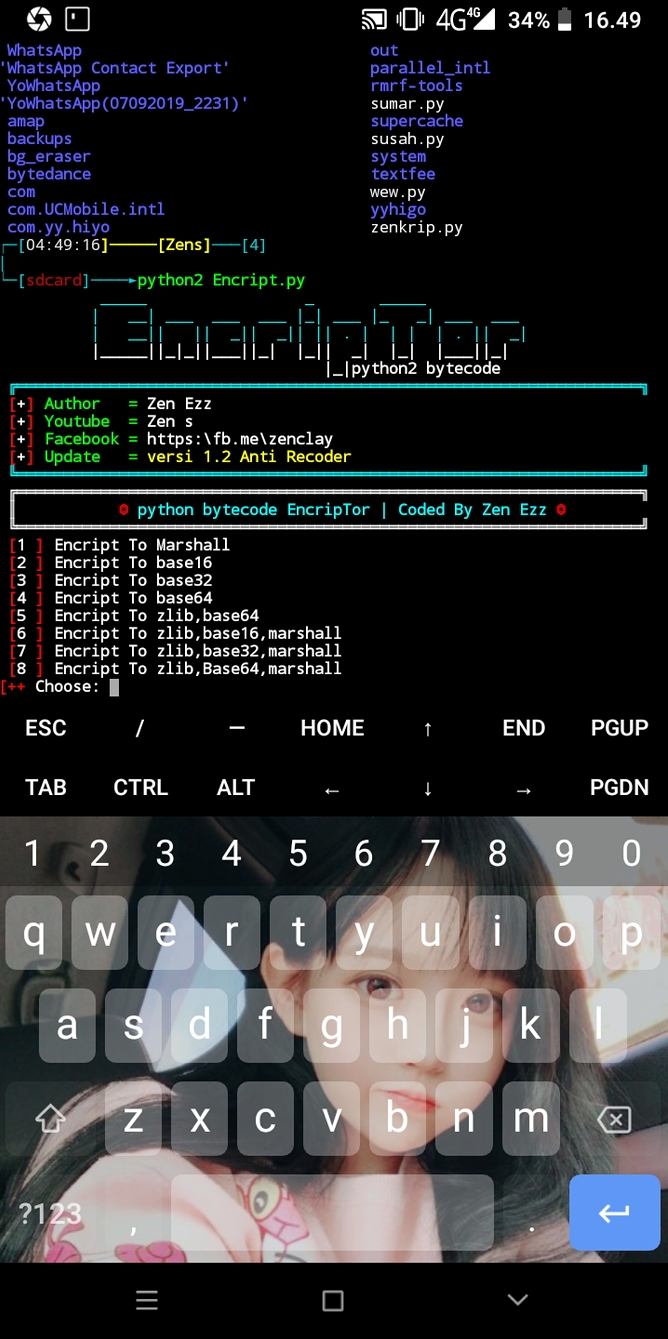 4G 4G 34% 16.49
WhatsApp out
'WhatsApp Contact Export' parallel_intl
YoWhatsApp rmrf-tools
'YoWhatsApp(07092019_2231)' sumar.py
amap supercache
backups susah.py
bg_eraser system
bytedance textfee
com wew.py
com.UCMobile.intl yyhigo
com.yy.hiyo zenkrip.py
[04:49:16]────[Zens]───[4]
[sdcard]────►python2 Encript.py
EncripTor
python2 bytecode
[+] Author = Zen Ezz
[+] Youtube = Zen s
[+] Facebook = https:\fb.me\zenclay
[+] Update = versi 1.2 Anti Recoder
python bytecode EncripTor | Coded By Zen Ezz
[1 ] Encript To Marshall
[2 ] Encript To base16
[3 ] Encript To base32
[4 ] Encript To base64
[5 ] Encript To zlib,base64
[6 ] Encript To zlib,base16,marshall
[7 ] Encript To zlib,base32,marshall
[8 ] Encript To zlib,Base64,marshall
[++ Choose:
ESC / — HOME ↑ END PGUP
TAB CTRL ALT ← ↓ → PGDN
1 2 3 4 5 6 7 8 9 0
q w e r t y u i o p
a s d f g h j k l
z x c v b n m
?123 , .